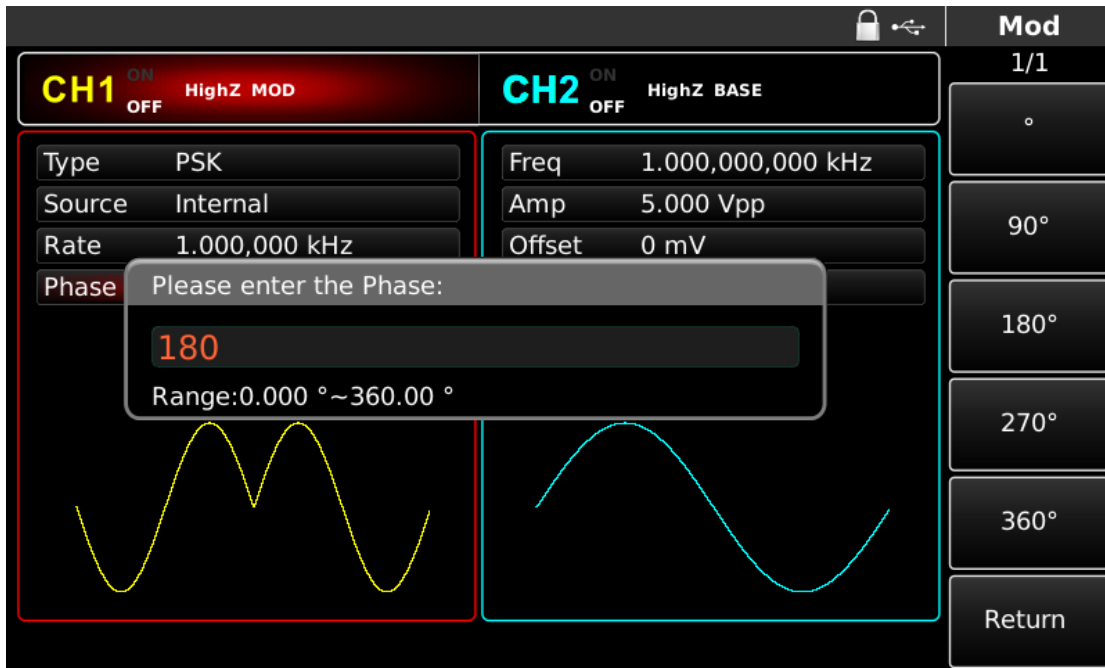 Mod
1/1
CH1 ON OFF HighZ MOD
CH2 ON OFF HighZ BASE
Type PSK
Source Internal
Rate 1.000,000 kHz
Phase
Freq 1.000,000,000 kHz
Amp 5.000 Vpp
Offset 0 mV
Please enter the Phase:
180
Range:0.000 °~360.00 °
°
90°
180°
270°
360°
Return